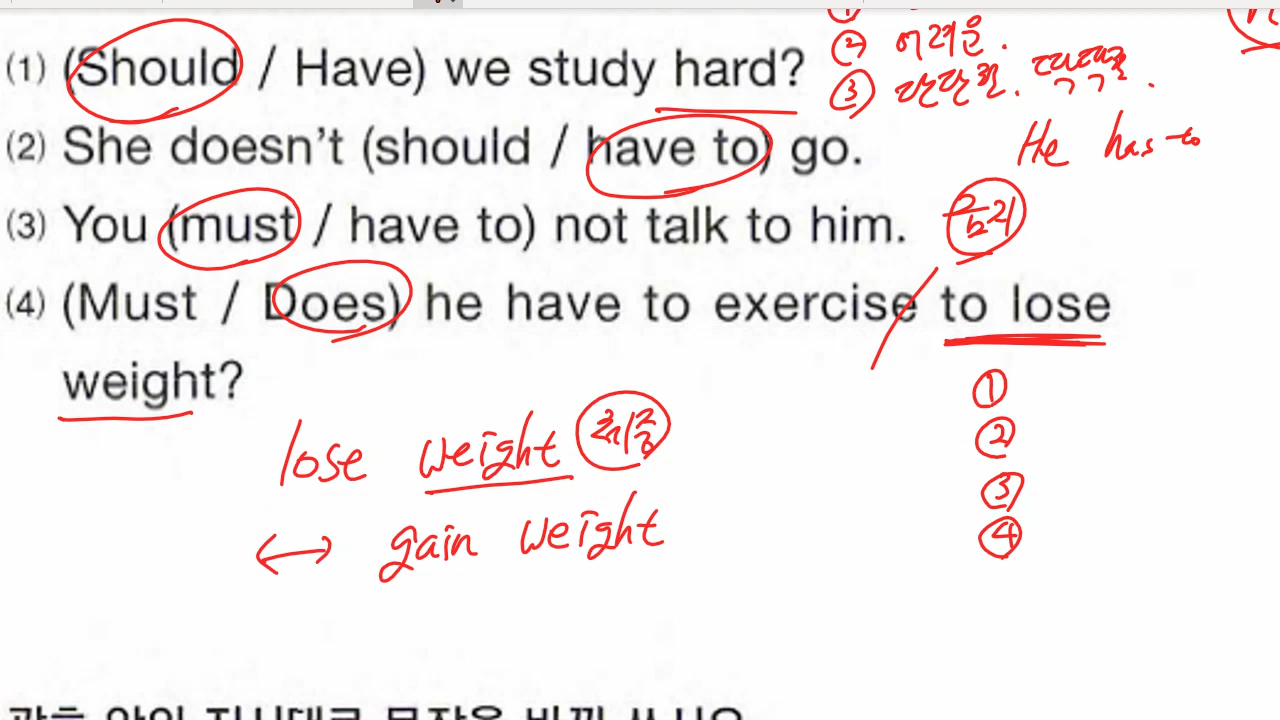 ② 어려운.
(1) (Should / Have) we study hard?
③ 단단한. 딱딱한.
(2) She doesn't (should / have to) go.
He has to
(3) You (must / have to) not talk to him.
분리
(4) (Must / Does) he have to exercise / to lose
weight?
①
②
③
④
lose weight 체중
↔ gain weight